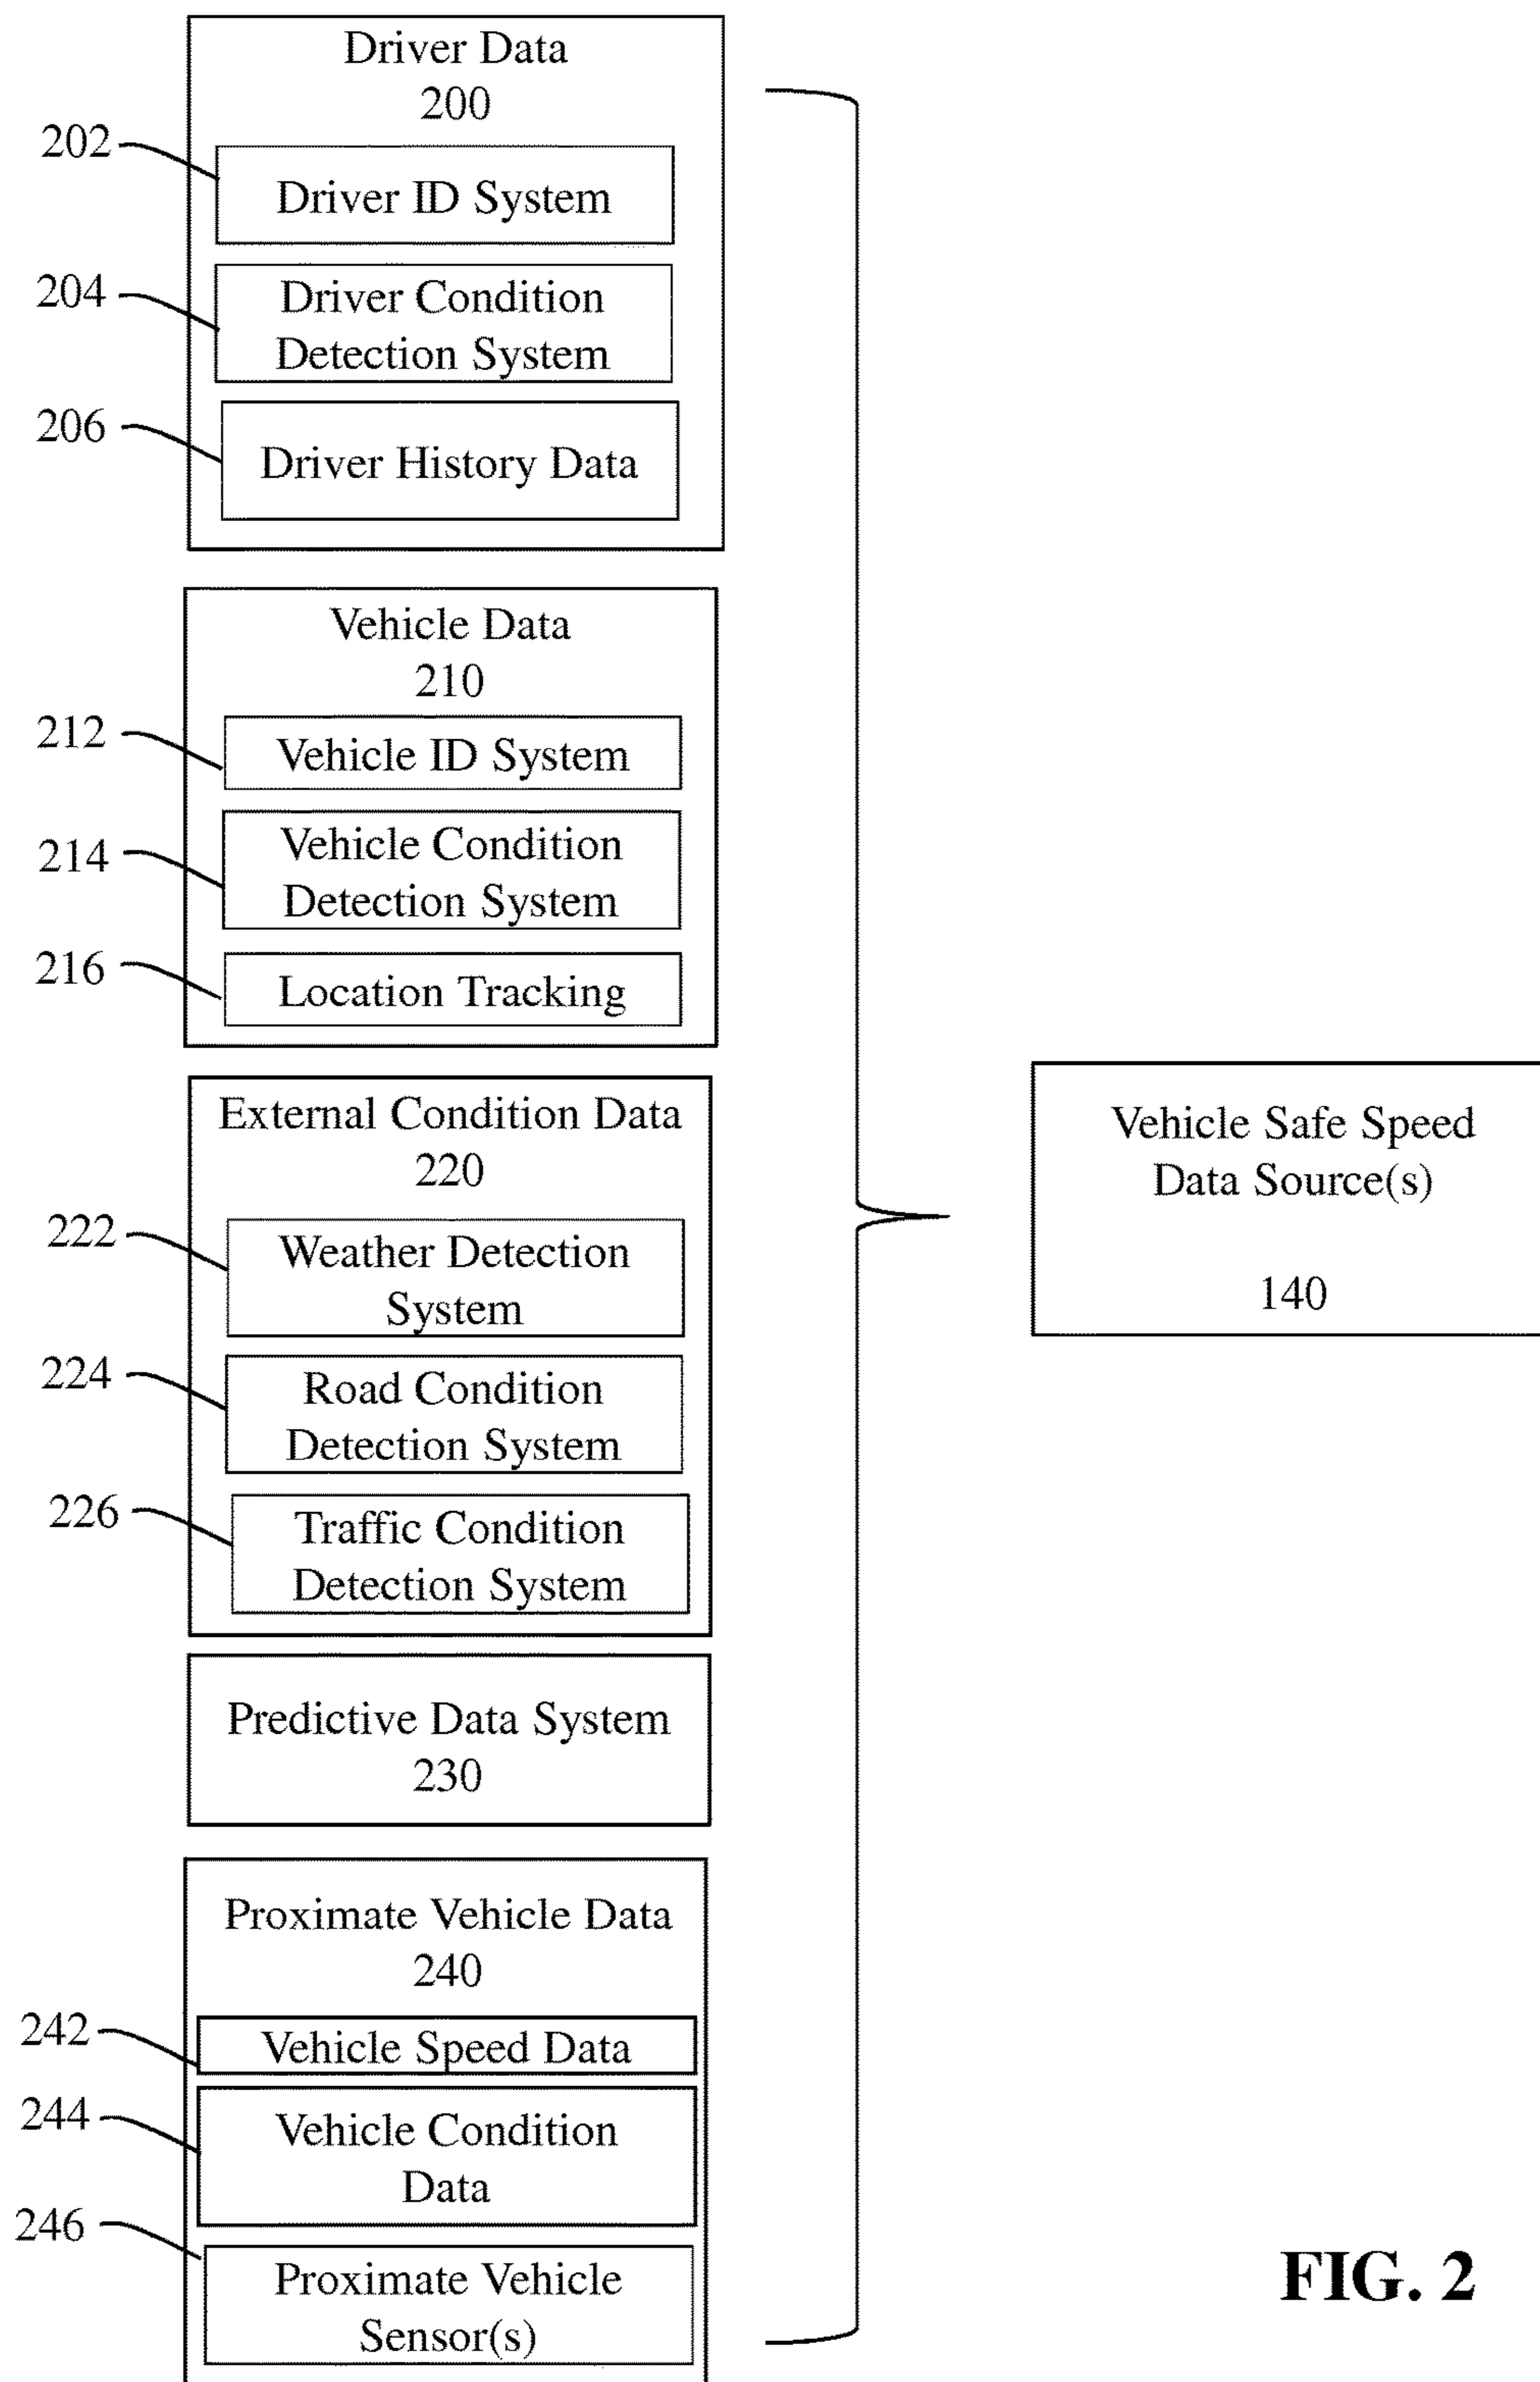 Driver Data
200
202
Driver ID System
204
Driver Condition
Detection System
206
Driver History Data
Vehicle Data
210
212
Vehicle ID System
214
Vehicle Condition
Detection System
216
Location Tracking
External Condition Data
220
222
Weather Detection
System
224
Road Condition
Detection System
226
Traffic Condition
Detection System
Predictive Data System
230
Proximate Vehicle Data
240
242
Vehicle Speed Data
244
Vehicle Condition
Data
246
Proximate Vehicle
Sensor(s)
Vehicle Safe Speed
Data Source(s)
140
FIG. 2